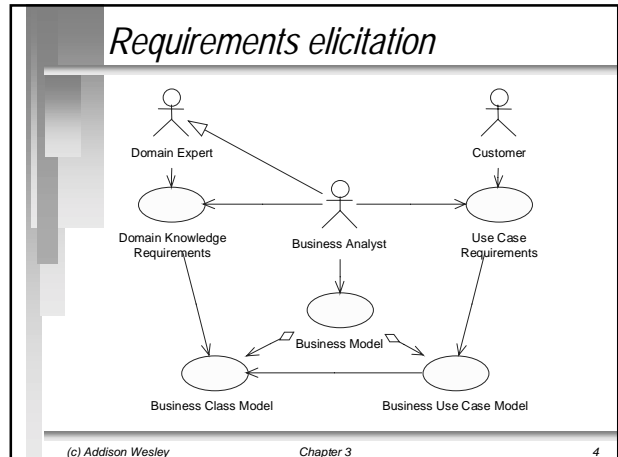 Requirements elicitation
Domain Expert
Customer
Domain Knowledge
Requirements
Business Analyst
Use Case
Requirements
Business Model
Business Class Model
Business Use Case Model
(c) Addison Wesley
Chapter 3
4